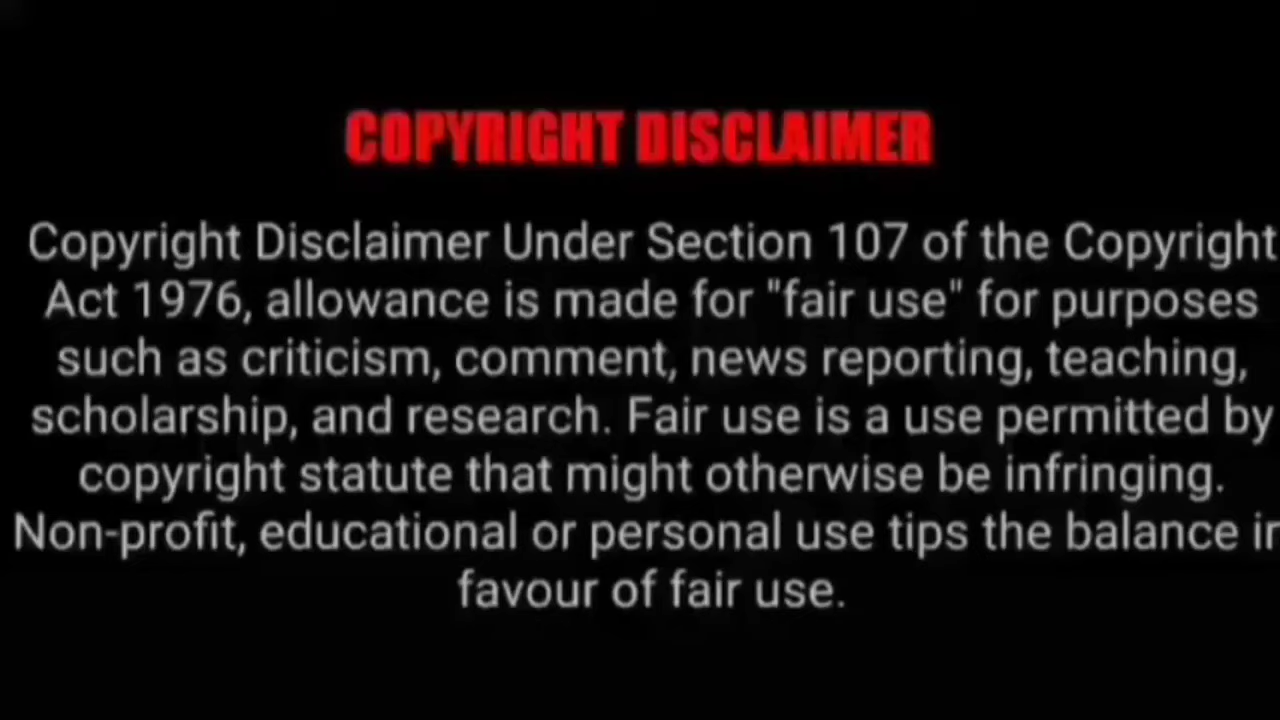 COPYRIGHT DISCLAIMER
Copyright Disclaimer Under Section 107 of the Copyright
Act 1976, allowance is made for "fair use" for purposes
such as criticism, comment, news reporting, teaching,
scholarship, and research. Fair use is a use permitted by
copyright statute that might otherwise be infringing.
Non-profit, educational or personal use tips the balance in
favour of fair use.